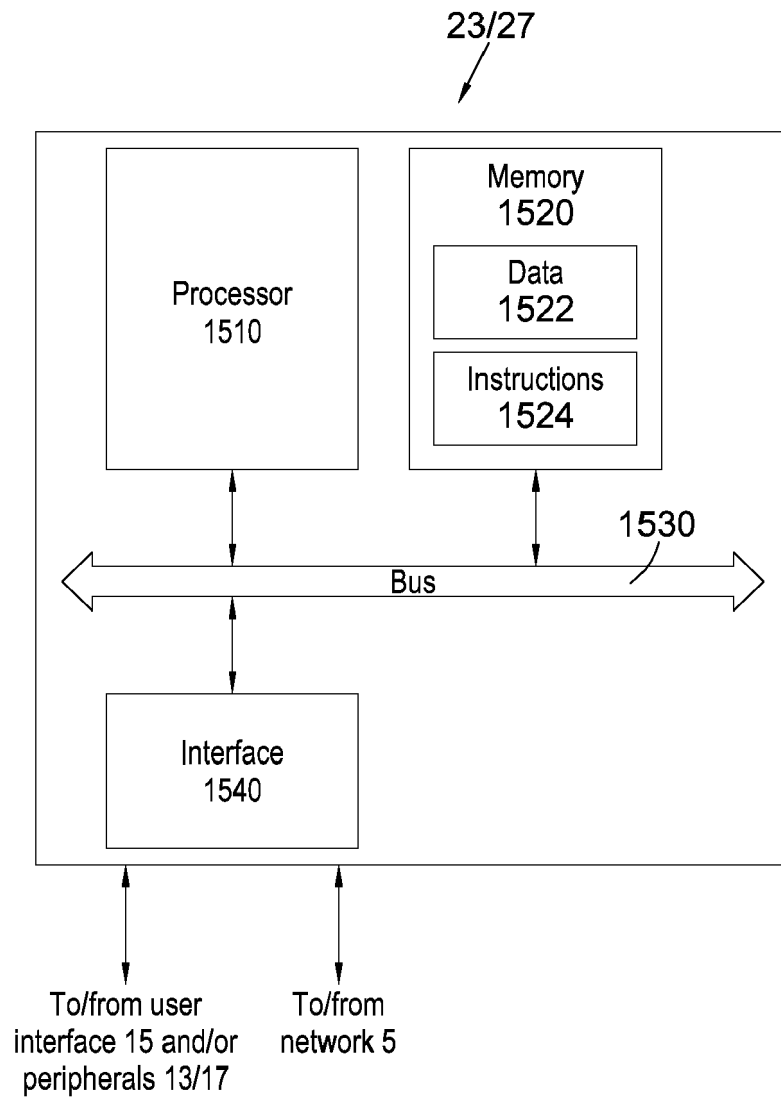 23/27
Processor
1510
Memory
1520
Data
1522
Instructions
1524
1530
Bus
Interface
1540
To/from user
interface 15 and/or
peripherals 13/17
To/from
network 5